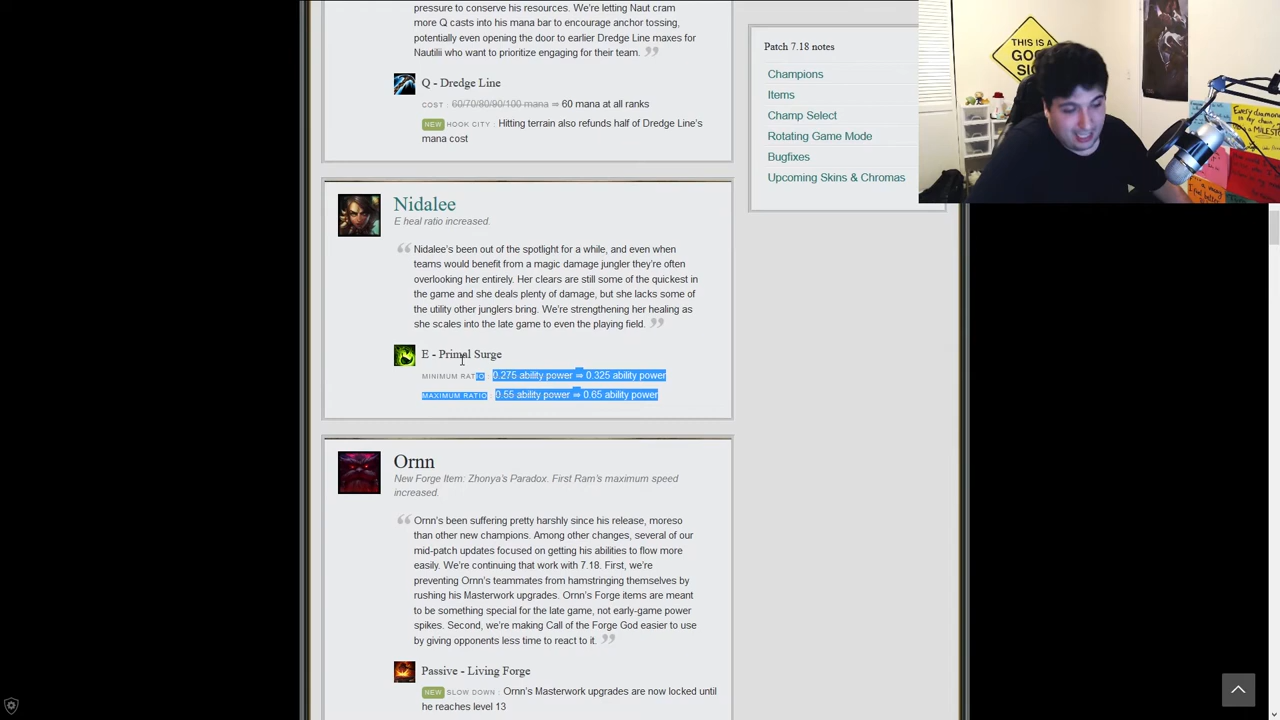 pressure to conserve his resources. We're letting Naut cram
more Q casts into his mana bar to encourage anchor tossing,
potentially even opening the door to earlier Dredge Line maxes for
Nautilii who want to prioritize engaging for their team.
Q - Dredge Line
COST : 60/70/80/90/100 mana ⇒ 60 mana at all ranks
NEW HOOK CITY : Hitting terrain also refunds half of Dredge Line's
mana cost
Nidalee
E heal ratio increased.
Nidalee's been out of the spotlight for a while, and even when
teams would benefit from a magic damage jungler they're often
overlooking her entirely. Her clears are still some of the quickest in
the game and she deals plenty of damage, but she lacks some of
the utility other junglers bring. We're strengthening her healing as
she scales into the late game to even the playing field.
E - Primal Surge
MINIMUM RATIO : 0.275 ability power ⇒ 0.325 ability power
MAXIMUM RATIO : 0.55 ability power ⇒ 0.65 ability power
Ornn
New Forge Item: Zhonya's Paradox. First Ram's maximum speed
increased.
Ornn's been suffering pretty harshly since his release, moreso
than other new champions. Among other changes, several of our
mid-patch updates focused on getting his abilities to flow more
easily. We're continuing that work with 7.18. First, we're
preventing Ornn's teammates from hamstringing themselves by
rushing his Masterwork upgrades. Ornn's Forge items are meant
to be something special for the late game, not early-game power
spikes. Second, we're making Call of the Forge God easier to use
by giving opponents less time to react to it.
Passive - Living Forge
NEW SLOW DOWN : Ornn's Masterwork upgrades are now locked until
he reaches level 13
Patch 7.18 notes
Champions
Items
Champ Select
Rotating Game Mode
Bugfixes
Upcoming Skins & Chromas
THIS IS A
Every